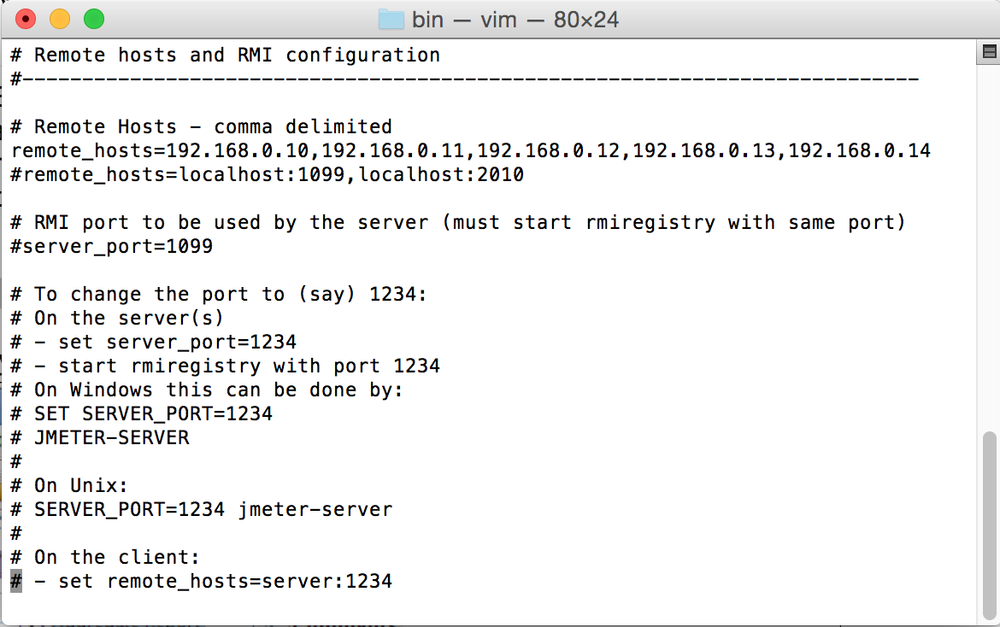 bin — vim — 80×24
# Remote hosts and RMI configuration
#---------------------------------------------------------------------------
# Remote Hosts - comma delimited
remote_hosts=192.168.0.10,192.168.0.11,192.168.0.12,192.168.0.13,192.168.0.14
#remote_hosts=localhost:1099,localhost:2010
# RMI port to be used by the server (must start rmiregistry with same port)
#server_port=1099
# To change the port to (say) 1234:
# On the server(s)
# - set server_port=1234
# - start rmiregistry with port 1234
# On Windows this can be done by:
# SET SERVER_PORT=1234
# JMETER-SERVER
#
# On Unix:
# SERVER_PORT=1234 jmeter-server
#
# On the client:
# - set remote_hosts=server:1234